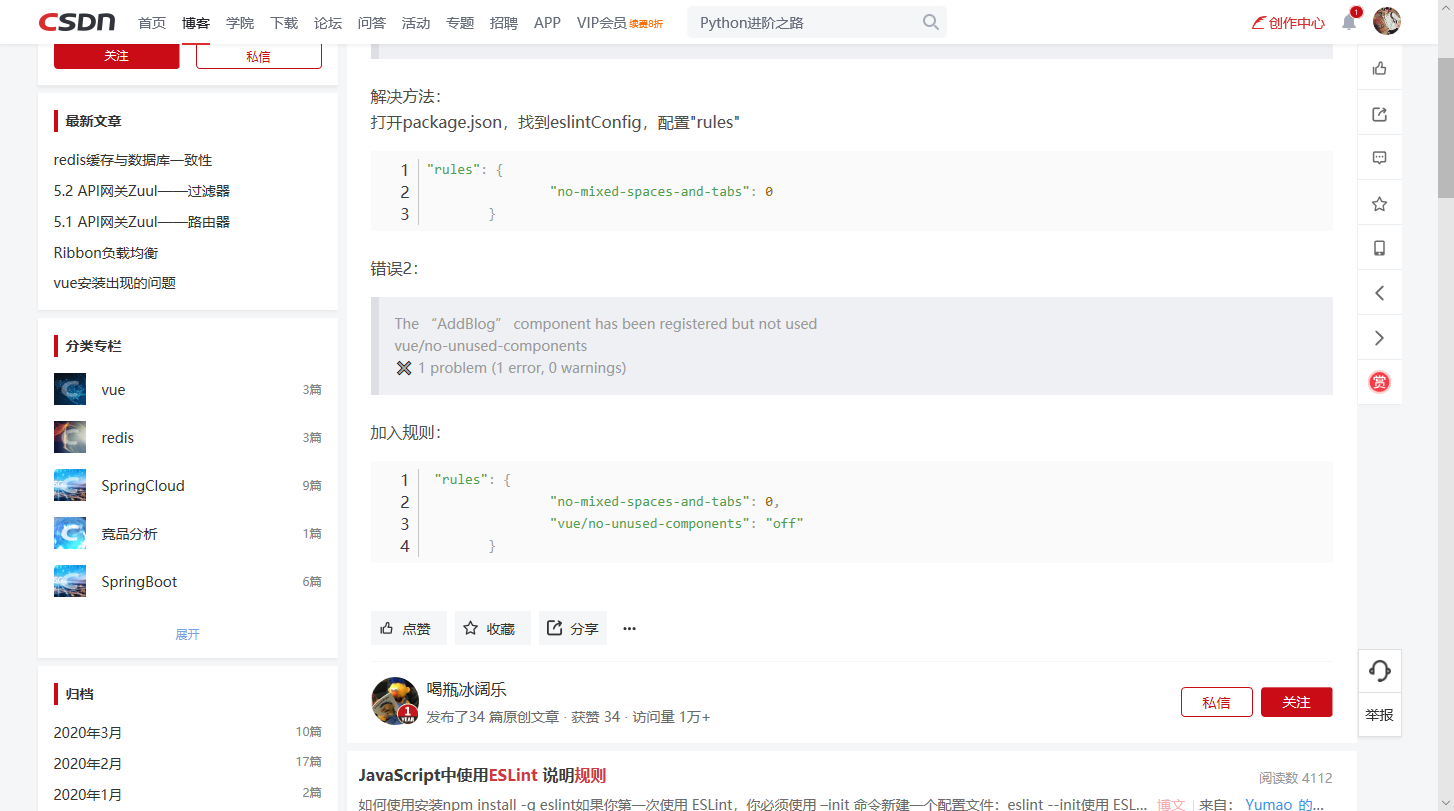 CSDN 首页 博客 学院 下载 论坛 问答 活动 专题 招聘 APP VIP会员 续费8折 Python进阶之路 创作中心 1
关注 私信
最新文章
redis缓存与数据库一致性
5.2 API网关Zuul——过滤器
5.1 API网关Zuul——路由器
Ribbon负载均衡
vue安装出现的问题
分类专栏
vue 3篇
redis 3篇
SpringCloud 9篇
竞品分析 1篇
SpringBoot 6篇
展开
归档
2020年3月 10篇
2020年2月 17篇
2020年1月 2篇
解决方法：
打开package.json，找到eslintConfig，配置"rules"
1 "rules": {
2 "no-mixed-spaces-and-tabs": 0
3 }
错误2：
The “AddBlog” component has been registered but not used
vue/no-unused-components
✖ 1 problem (1 error, 0 warnings)
加入规则：
1 "rules": {
2 "no-mixed-spaces-and-tabs": 0,
3 "vue/no-unused-components": "off"
4 }
点赞 收藏 分享 ···
喝瓶冰阔乐
1 YEAR
发布了34 篇原创文章 · 获赞 34 · 访问量 1万+
私信 关注
JavaScript中使用ESLint 说明规则 阅读数 4112
如何使用安装npm install -g eslint如果你第一次使用 ESLint，你必须使用 –init 命令新建一个配置文件：eslint --init使用 ESL... 博文 | 来自： Yumao 的...
赏
举报